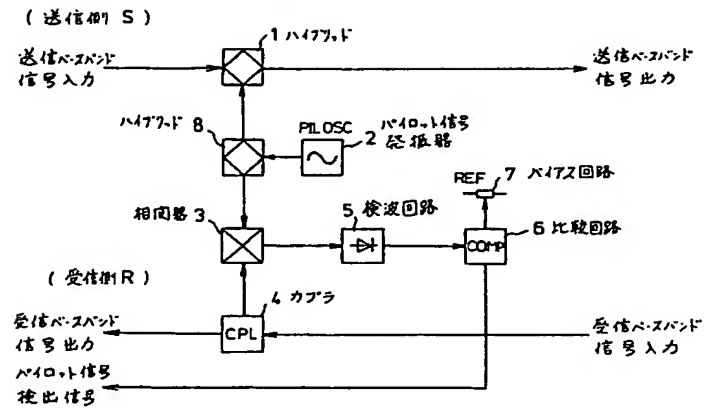 (送信側 S)
1 ハイブリッド
送信ベースバンド
信号入力
送信ベースバンド
信号出力
ハイブリッド 8
PILOSC
パイロット信号
2 発振器
相関器 3
5 検波回路
REF
7 バイアス回路
COMP
6 比較回路
(受信側 R)
4 カプラ
CPL
受信ベースバンド
信号出力
受信ベースバンド
信号入力
パイロット信号
検出信号